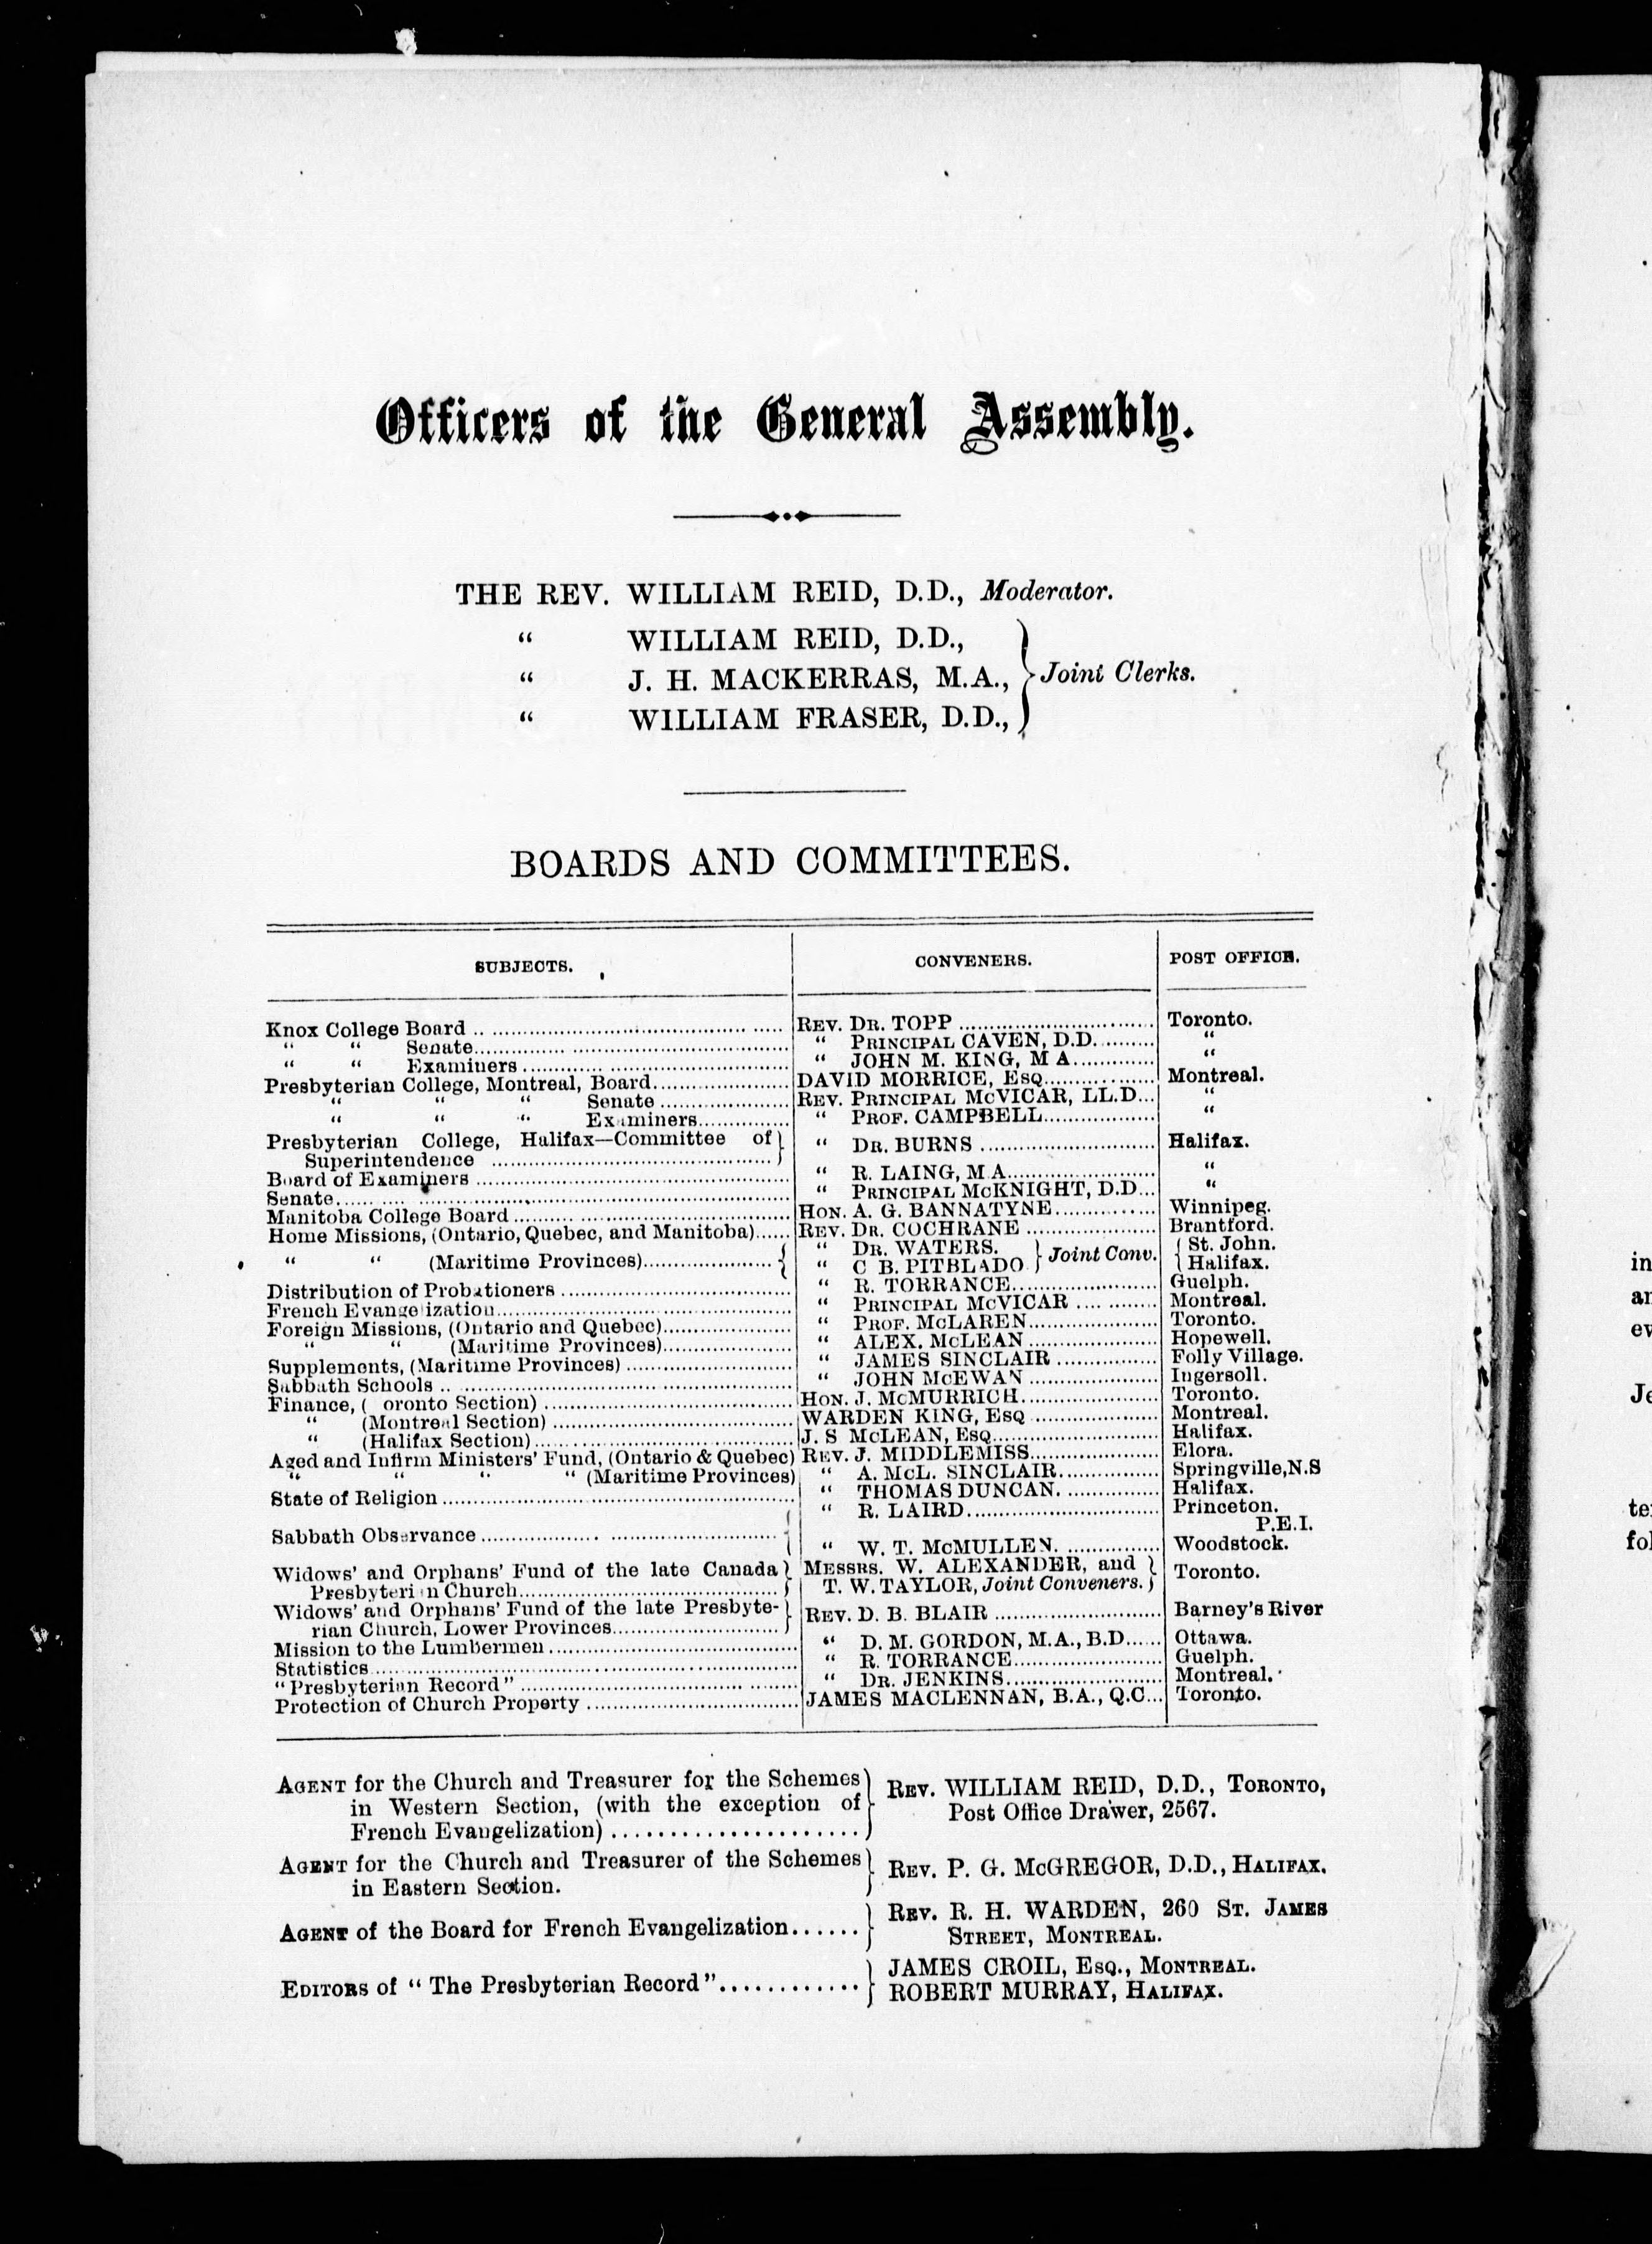 Officers of the General Assembly.
THE REV. WILLIAM REID, D.D., Moderator.
“ WILLIAM REID, D.D.,
“ J. H. MACKERRAS, M.A., } Joint Clerks.
“ WILLIAM FRASER, D.D.,
BOARDS AND COMMITTEES.
SUBJECTS. CONVENERS. POST OFFICE.
Knox College Board .. ........ REV. DR. TOPP ........ Toronto.
“ “ Senate........ “ PRINCIPAL CAVEN, D.D. ........ “
“ “ Examiners ........ “ JOHN M. KING, M A ........ “
Presbyterian College, Montreal, Board........ DAVID MORRICE, ESQ........ Montreal.
“ “ “ Senate ........ REV. PRINCIPAL MCVICAR, LL.D... “
“ “ “ Examiners........ “ PROF. CAMPBELL........ “
Presbyterian College, Halifax—Committee of
Superintendence ........ } “ DR. BURNS ........ Halifax.
Board of Examiners ........ “ R. LAING, M A........ “
Senate........ “ PRINCIPAL MCKNIGHT, D.D... “
Manitoba College Board ........ HON. A. G. BANNATYNE........ Winnipeg.
Home Missions, (Ontario, Quebec, and Manitoba)...... REV. DR. COCHRANE ........ Brantford.
“ “ (Maritime Provinces)........ { “ DR. WATERS. } Joint Conv. { St. John.
“ C B. PITBLADO } { Halifax.
Distribution of Probationers ........ “ R. TORRANCE........ Guelph.
French Evange ization........ “ PRINCIPAL MCVICAR ........ Montreal.
Foreign Missions, (Ontario and Quebec)........ “ PROF. MCLAREN........ Toronto.
“ “ (Maritime Provinces)........ “ ALEX. MCLEAN ........ Hopewell.
Supplements, (Maritime Provinces) ........ “ JAMES SINCLAIR ........ Folly Village.
Sabbath Schools .. ........ “ JOHN MCEWAN ........ Ingersoll.
Finance, ( oronto Section) ........ HON. J. MCMURRICH........ Toronto.
“ (Montreal Section) ........ WARDEN KING, ESQ ........ Montreal.
“ (Halifax Section)........ J. S MCLEAN, ESQ........ Halifax.
Aged and Infirm Ministers' Fund, (Ontario & Quebec) REV. J. MIDDLEMISS........ Elora.
“ “ “ “ (Maritime Provinces) “ A. MCL. SINCLAIR........ Springville,N.S
State of Religion ........ “ THOMAS DUNCAN. ........ Halifax.
“ R. LAIRD........ Princeton,
P.E.I.
Sabbath Observance ........ {
“ W. T. MCMULLEN. ........ Woodstock.
Widows' and Orphans' Fund of the late Canada } MESSRS. W. ALEXANDER, and }
Presbyteri n Church........ } T. W. TAYLOR, Joint Conveners. } Toronto.
Widows' and Orphans' Fund of the late Presbyte-
rian Church, Lower Provinces........ } REV. D. B. BLAIR ........ Barney's River
Mission to the Lumbermen ........ “ D. M. GORDON, M.A., B.D...... Ottawa.
Statistics........ “ R. TORRANCE........ Guelph.
“Presbyterian Record” ........ “ DR. JENKINS........ Montreal.
Protection of Church Property ........ JAMES MACLENNAN, B.A., Q.C... Toronto.
AGENT for the Church and Treasurer for the Schemes
in Western Section, (with the exception of
French Evangelization) ........ }
REV. WILLIAM REID, D.D., TORONTO,
Post Office Drawer, 2567.
AGENT for the Church and Treasurer of the Schemes
in Eastern Section. }
REV. P. G. MCGREGOR, D.D., HALIFAX.
AGENT of the Board for French Evangelization...... }
REV. R. H. WARDEN, 260 ST. JAMES
STREET, MONTREAL.
EDITORS of “The Presbyterian Record”............ }
JAMES CROIL, ESQ., MONTREAL.
ROBERT MURRAY, HALIFAX.
in
ev
Je
fol